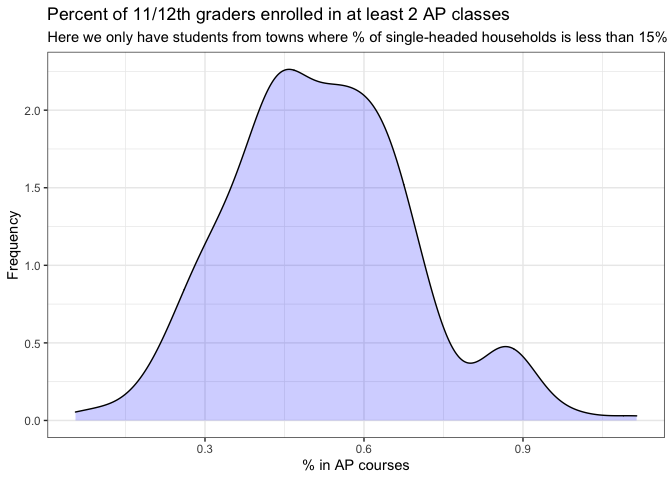 Percent of 11/12th graders enrolled in at least 2 AP classes
Here we only have students from towns where % of single-headed households is less than 15%
Frequency
2.0
1.5
1.0
0.5
0.0
0.3
0.6
0.9
% in AP courses